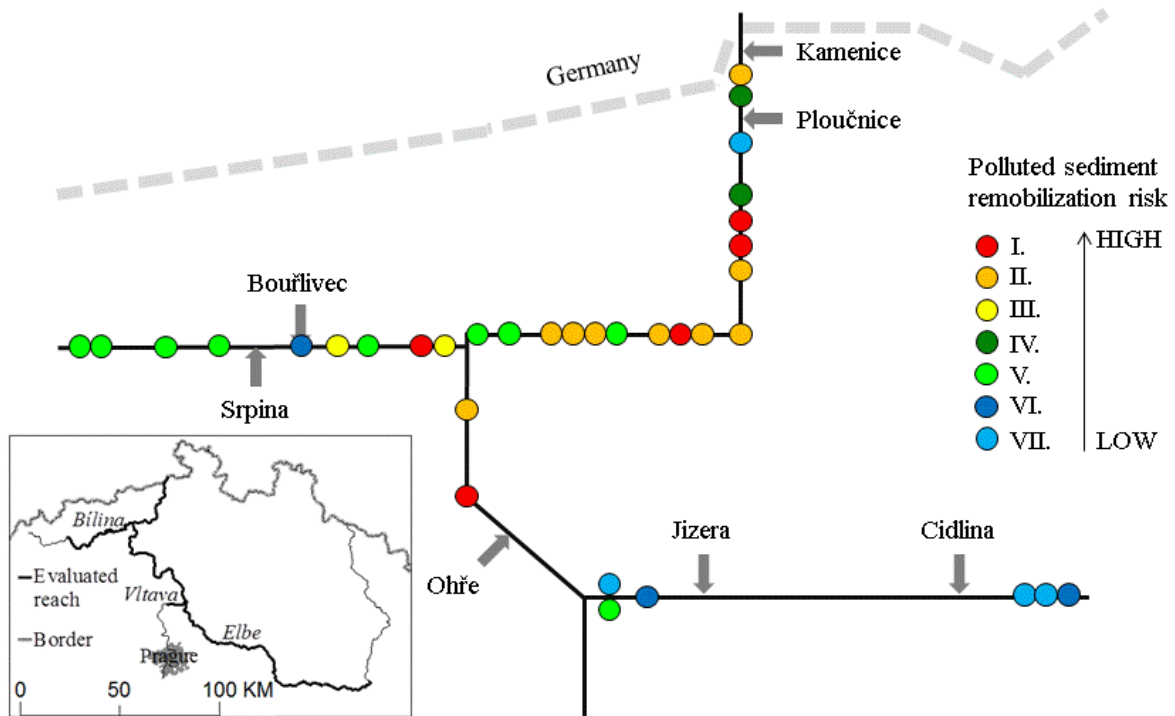 Kamenice
Germany
Ploučnice
Polluted sediment
remobilization risk
I.
II.
III.
IV.
V.
VI.
VII.
HIGH
LOW
Bouřlivec
Srpina
Jizera
Cidlina
Ohře
Bílina
Evaluated
reach
Vltava
Border
Elbe
Prague
0 50 100 KM